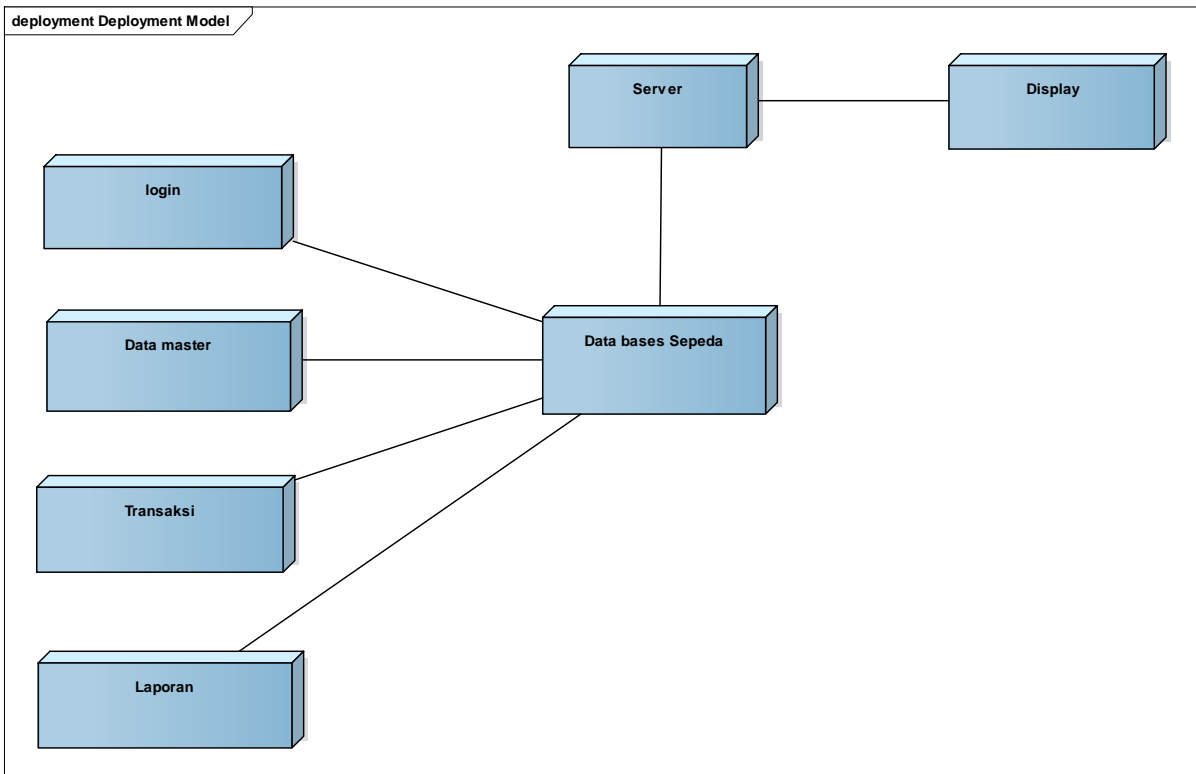 deployment Deployment Model
Server
Display
login
Data master
Data bases Sepeda
Transaksi
Laporan